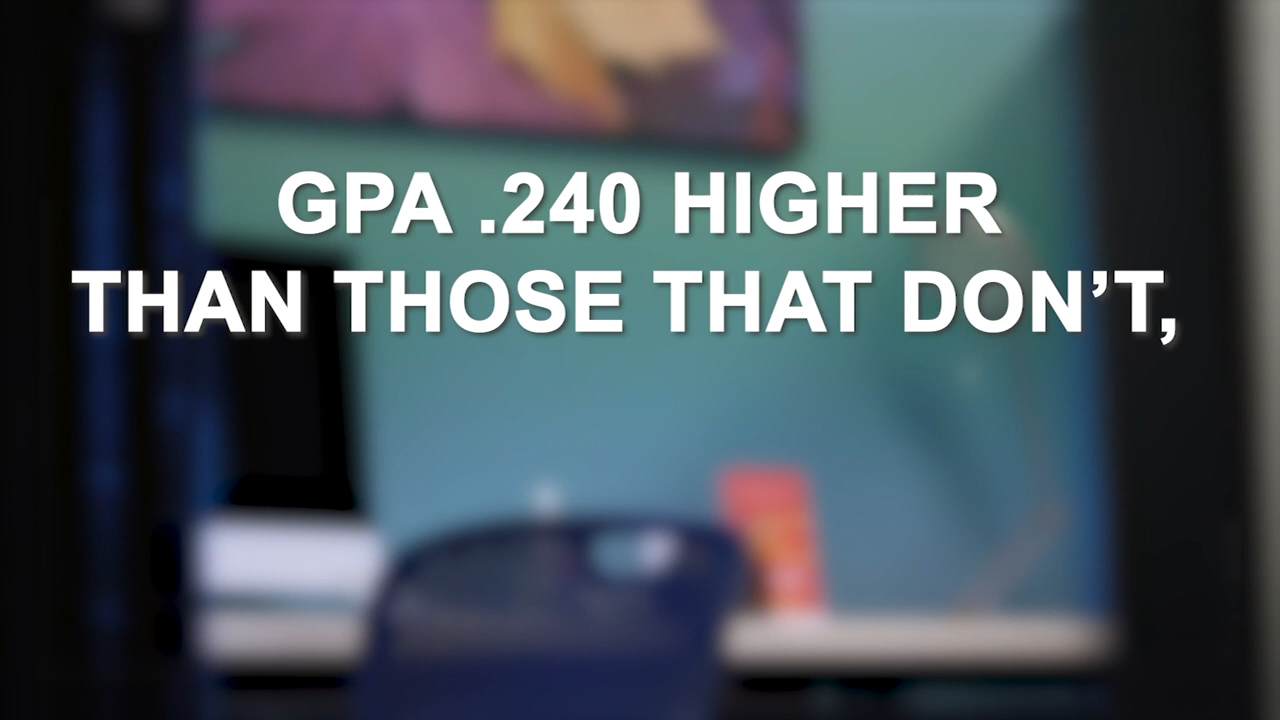 GPA .240 HIGHER
THAN THOSE THAT DON’T,